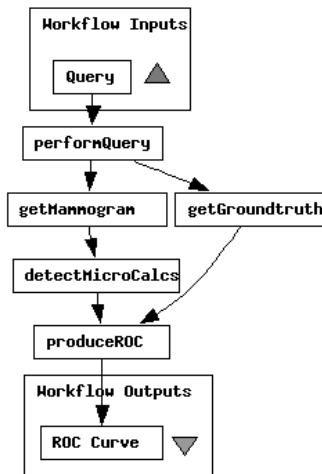 Workflow Inputs
Query
performQuery
getMammogram
getGroundtruth
detectMicroCalcs
produceROC
Workflow Outputs
ROC Curve